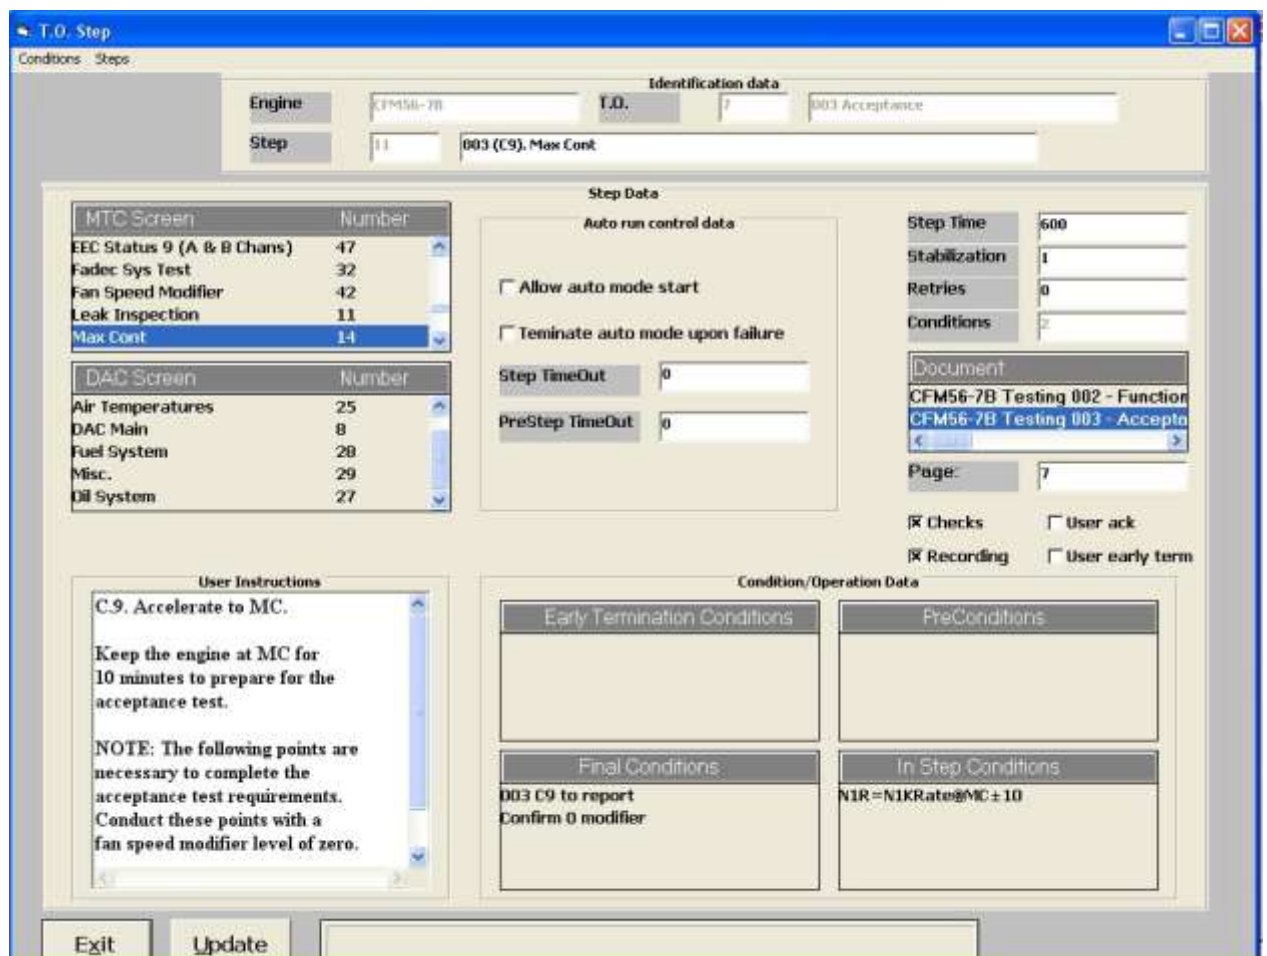 T.O. Step
Conditions Steps
Identification data
Engine CFM56-7B T.O. 7 003 Acceptance
Step 11 003 (C9). Max Cont
Step Data
MTC Screen Number
EEC Status 9 (A & B Chans) 47
Fadec Sys Test 32
Fan Speed Modifier 42
Leak Inspection 11
Max Cont 14
DAC Screen Number
Air Temperatures 25
DAC Main 8
Fuel System 28
Misc. 29
Oil System 27
Auto run control data
Allow auto mode start
Teminate auto mode upon failure
Step TimeOut 0
PreStep TimeOut 0
Step Time 600
Stabilization 1
Retries 0
Conditions 2
Document
CFM56-7B Testing 002 - Function
CFM56-7B Testing 003 - Accepta
Page: 7
Checks User ack
Recording User early term
User Instructions
C.9. Accelerate to MC.
Keep the engine at MC for
10 minutes to prepare for the
acceptance test.
NOTE: The following points are
necessary to complete the
acceptance test requirements.
Conduct these points with a
fan speed modifier level of zero.
Condition/Operation Data
Early Termination Conditions
PreConditions
Final Conditions
003 C9 to report
Confirm 0 modifier
In Step Conditions
N1R=N1KRate@MC±10
Exit Update